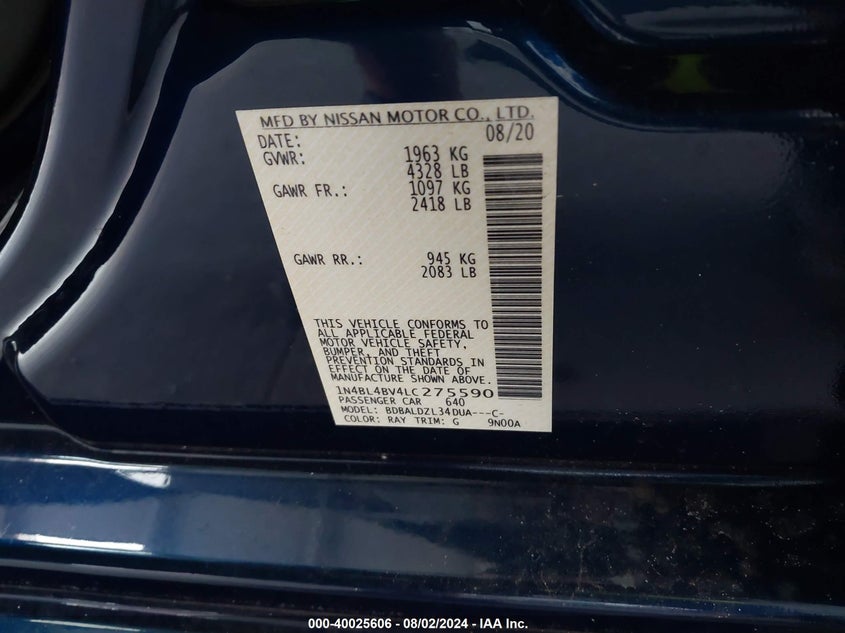 MFD BY NISSAN MOTOR CO., LTD.
DATE: 08/20
GVWR: 1963 KG
4328 LB
GAWR FR.: 1097 KG
2418 LB
GAWR RR.: 945 KG
2083 LB
THIS VEHICLE CONFORMS TO
ALL APPLICABLE FEDERAL
MOTOR VEHICLE SAFETY,
BUMPER, AND THEFT
PREVENTION STANDARDS IN
EFFECT ON THE DATE OF
MANUFACTURE SHOWN ABOVE.
1N4BL4BV4LC275590
PASSENGER CAR 640
MODEL: BDBALDZL34DUA---C-
COLOR: RAY TRIM: G 9N00A
000-40025606 - 08/02/2024 - IAA Inc.